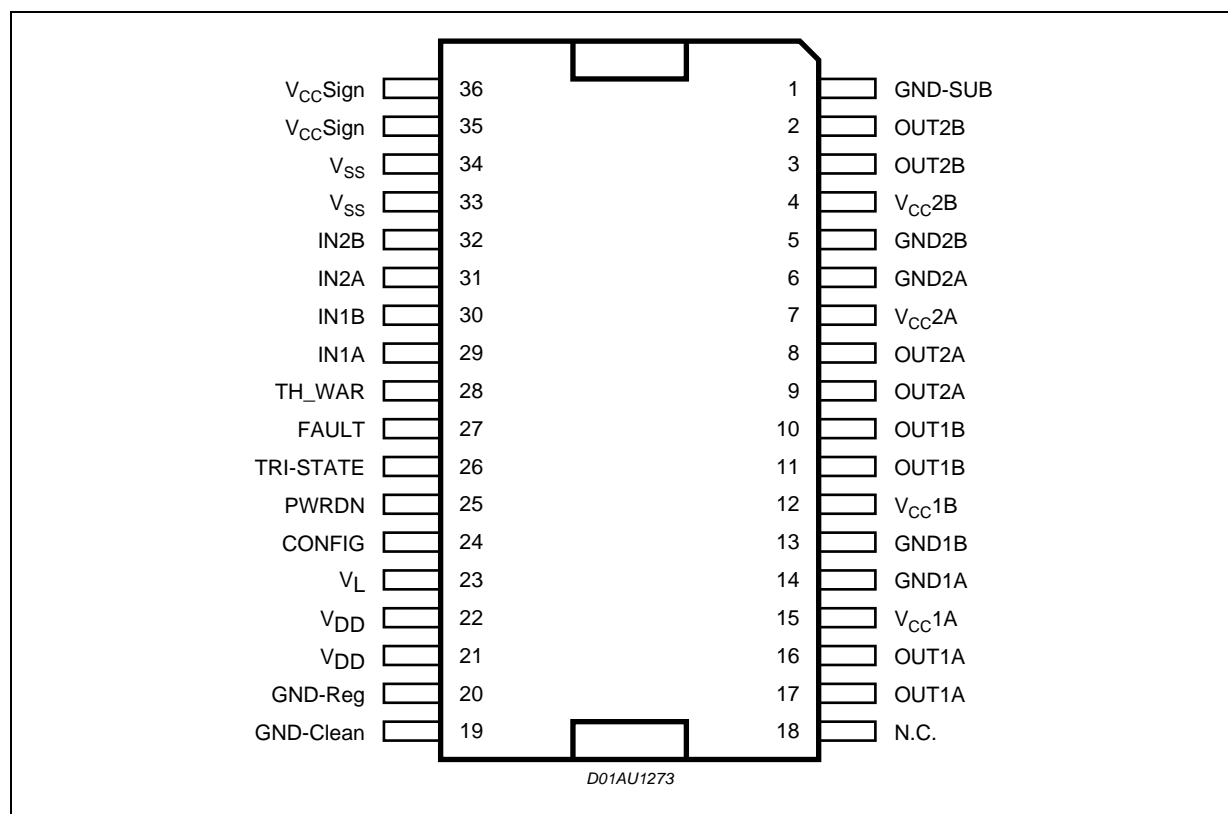 VCCSign 36 1 GND-SUB
VCCSign 35 2 OUT2B
VSS 34 3 OUT2B
VSS 33 4 VCC2B
IN2B 32 5 GND2B
IN2A 31 6 GND2A
IN1B 30 7 VCC2A
IN1A 29 8 OUT2A
TH_WAR 28 9 OUT2A
FAULT 27 10 OUT1B
TRI-STATE 26 11 OUT1B
PWRDN 25 12 VCC1B
CONFIG 24 13 GND1B
VL 23 14 GND1A
VDD 22 15 VCC1A
VDD 21 16 OUT1A
GND-Reg 20 17 OUT1A
GND-Clean 19 18 N.C.
D01AU1273